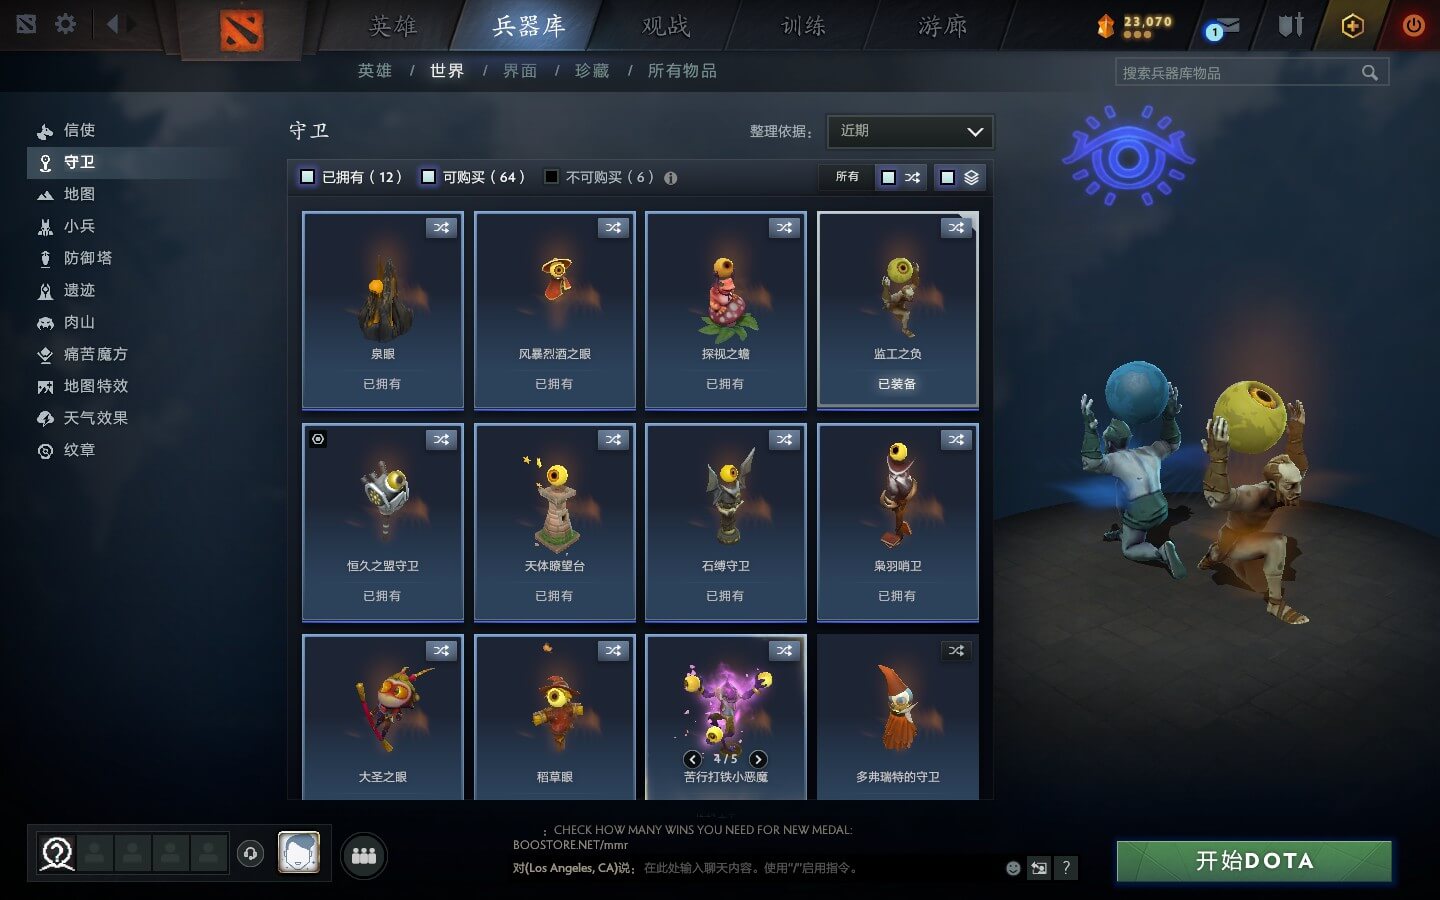 英雄
兵器库
观战
训练
游廊
23,070
1
英雄 / 世界 / 界面 / 珍藏 / 所有物品
搜索兵器库物品
信使
守卫
地图
小兵
防御塔
遗迹
肉山
痛苦魔方
地图特效
天气效果
纹章
守卫
整理依据:
近期
已拥有 ( 12 )
可购买 ( 64 )
不可购买 ( 6 )
所有
泉眼
已拥有
风暴烈酒之眼
已拥有
探视之蟾
已拥有
监工之负
已装备
恒久之盟守卫
已拥有
天体瞭望台
已拥有
石缚守卫
已拥有
枭羽哨卫
已拥有
大圣之眼
稻草眼
4 / 5
苦行打铁小恶魔
多弗瑞特的守卫
: CHECK HOW MANY WINS YOU NEED FOR NEW MEDAL:
BOOSTORE.NET/mmr
对(Los Angeles, CA)说: 在此处输入聊天内容。使用“/”启用指令。
?
开始DOTA